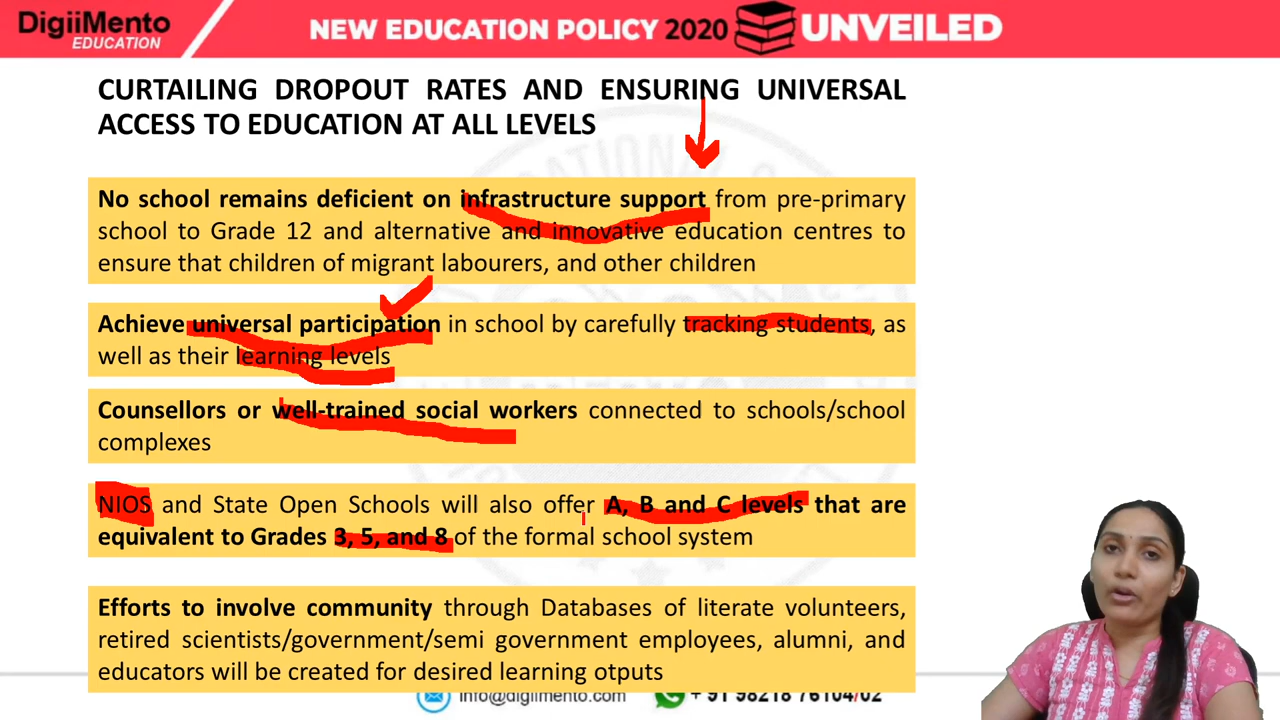 DigiiMento
EDUCATION
NEW EDUCATION POLICY 2020 UNVEILED
CURTAILING DROPOUT RATES AND ENSURING UNIVERSAL
ACCESS TO EDUCATION AT ALL LEVELS
No school remains deficient on infrastructure support from pre-primary
school to Grade 12 and alternative and innovative education centres to
ensure that children of migrant labourers, and other children
Achieve universal participation in school by carefully tracking students, as
well as their learning levels
Counsellors or well-trained social workers connected to schools/school
complexes
NIOS and State Open Schools will also offer A, B and C levels that are
equivalent to Grades 3, 5, and 8 of the formal school system
Efforts to involve community through Databases of literate volunteers,
retired scientists/government/semi government employees, alumni, and
educators will be created for desired learning otputs
info@digiimento.com + 91 98218 76104/02